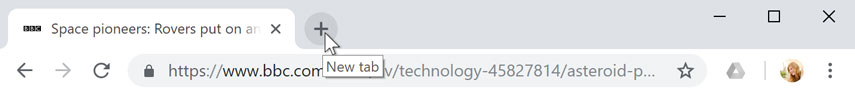 BBC Space pioneers: Rovers put on
New tab
https://www.bbc.com v/technology-45827814/asteroid-p...